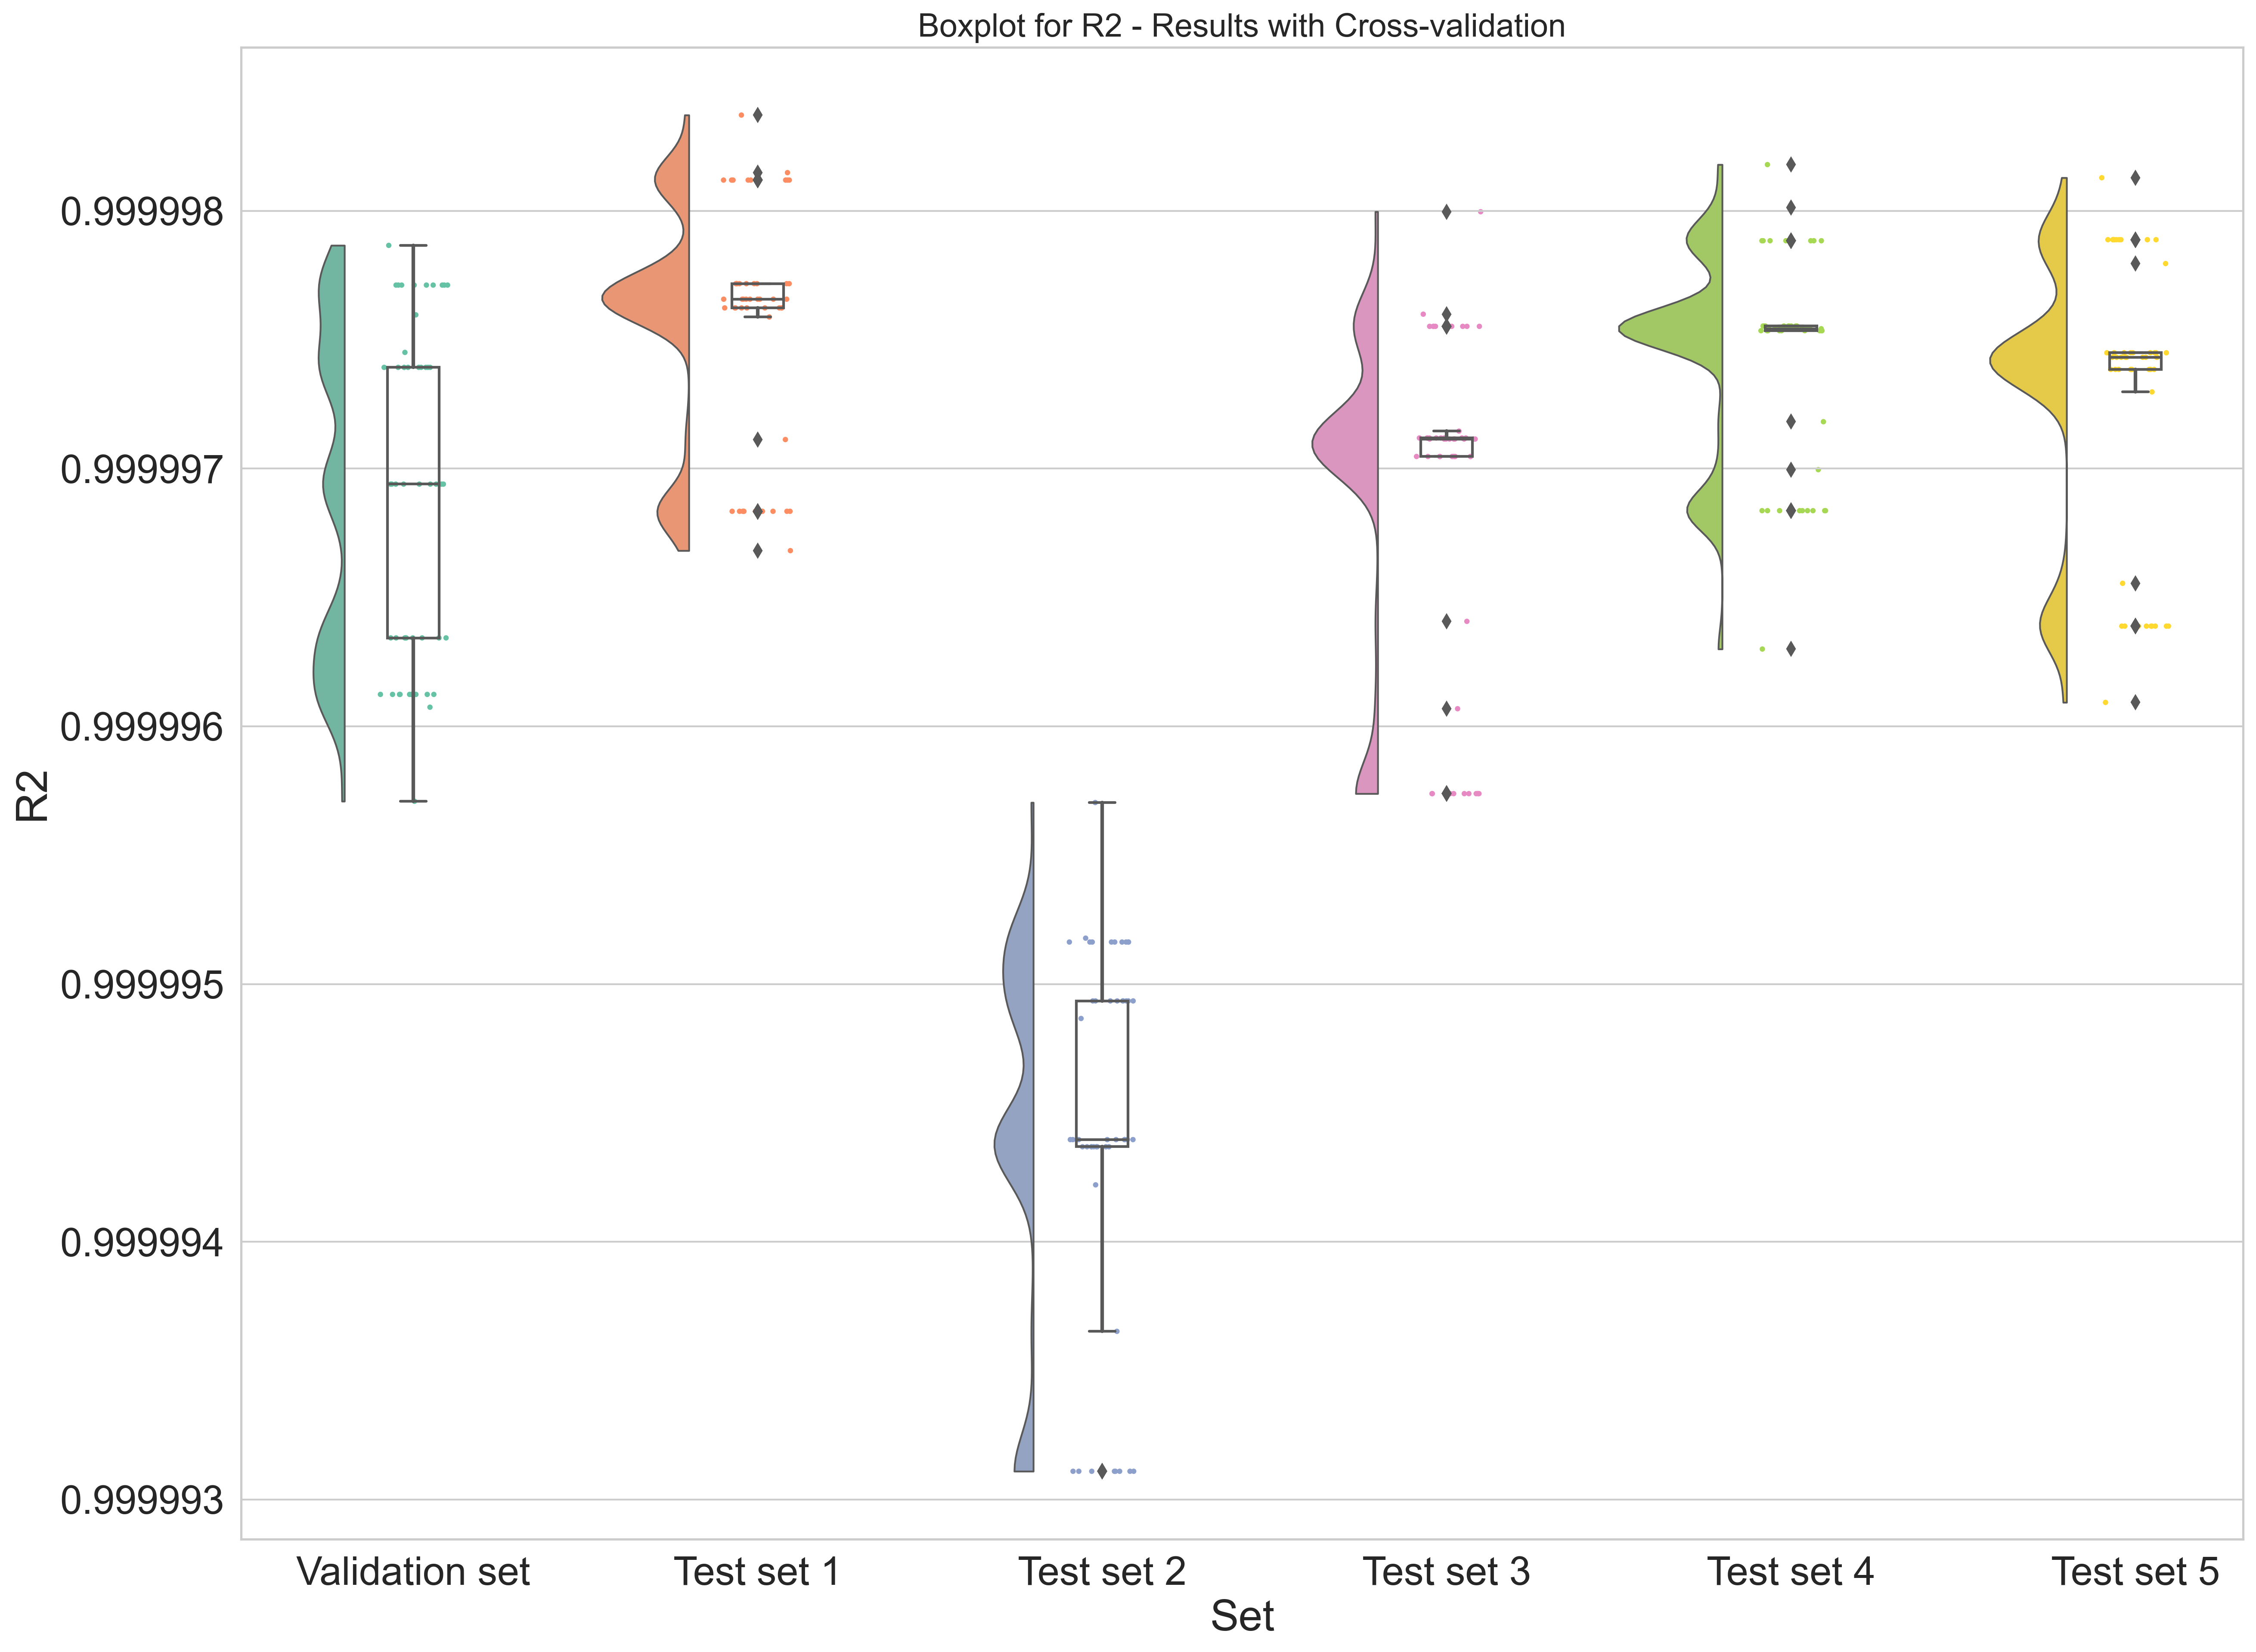 Boxplot for R2 - Results with Cross-validation
0.999998
0.999997
0.999996
0.999995
0.999994
0.999993
R2
Validation set
Test set 1
Test set 2
Test set 3
Test set 4
Test set 5
Set